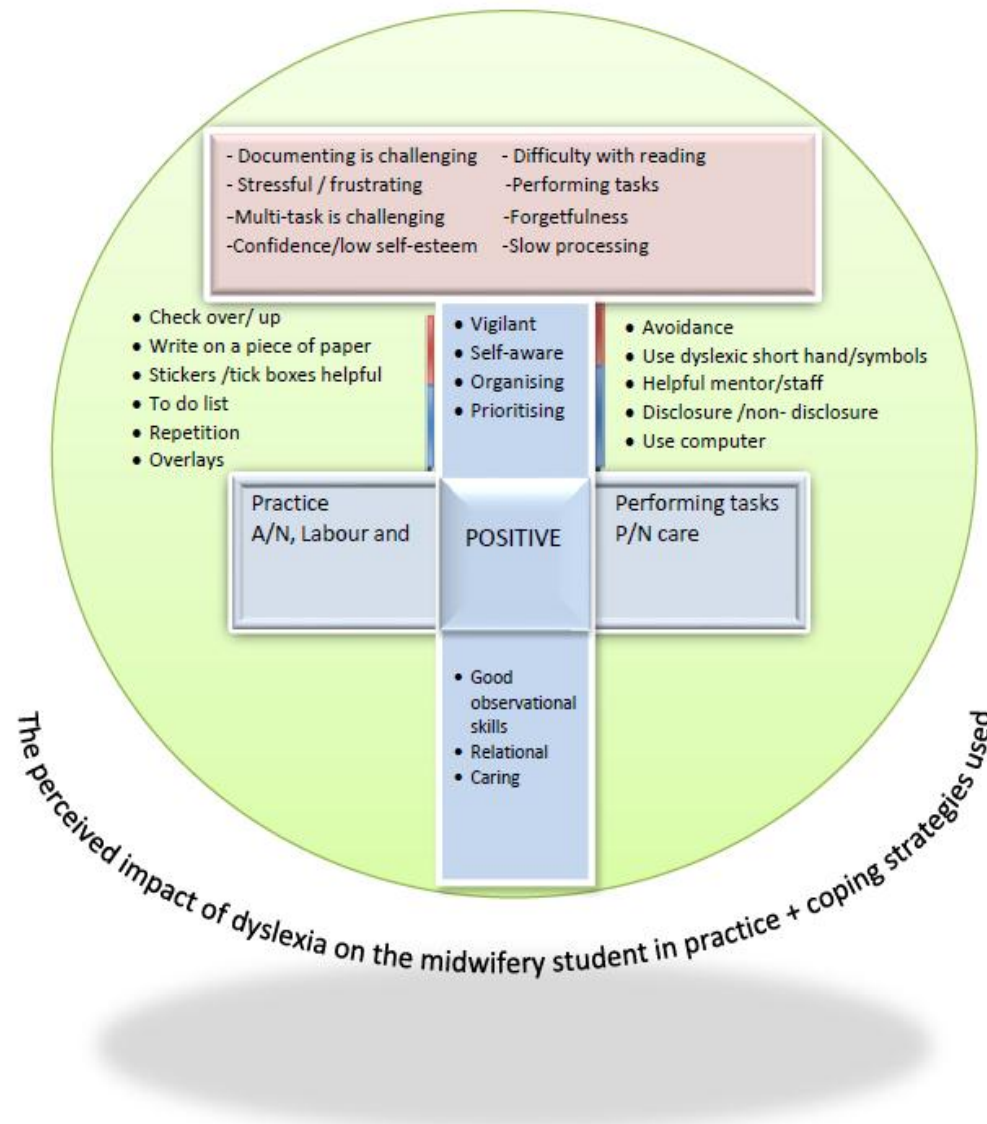 - Documenting is challenging
- Stressful / frustrating
-Multi-task is challenging
-Confidence/low self-esteem
- Difficulty with reading
-Performing tasks
-Forgetfulness
-Slow processing
• Check over/ up
• Write on a piece of paper
• Stickers /tick boxes helpful
• To do list
• Repetition
• Overlays
• Vigilant
• Self-aware
• Organising
• Prioritising
• Avoidance
• Use dyslexic short hand/symbols
• Helpful mentor/staff
• Disclosure /non- disclosure
• Use computer
Practice
A/N, Labour and
POSITIVE
Performing tasks
P/N care
• Good
observational
skills
• Relational
• Caring
The perceived impact of dyslexia on the midwifery student in practice + coping strategies used